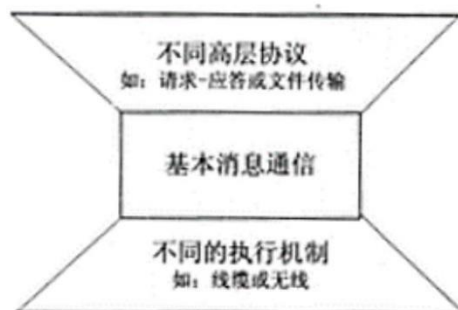 不同高层协议
如：请求-应答或文件传输
基本消息通信
不同的执行机制
如：线缆或无线